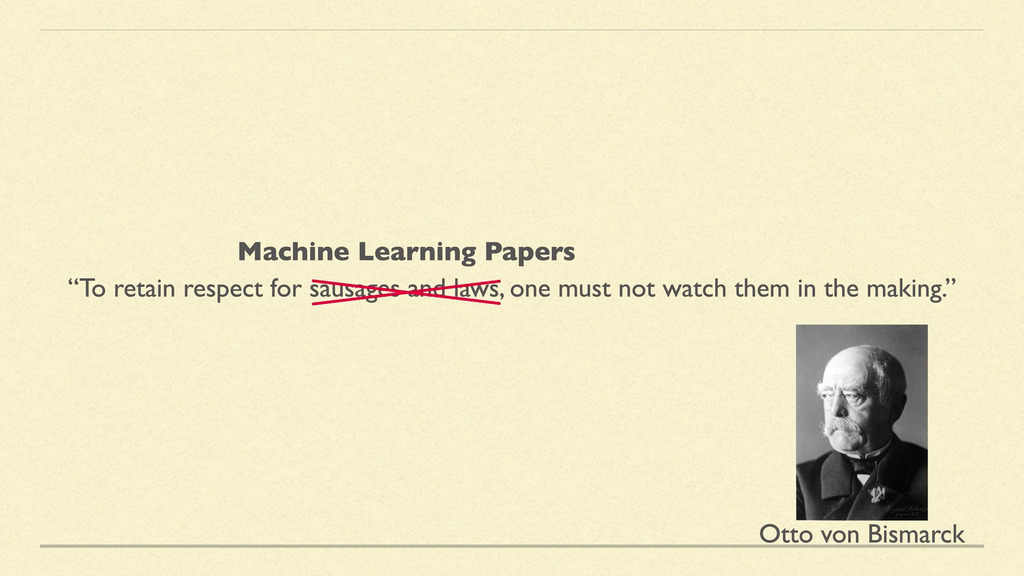 Machine Learning Papers
“To retain respect for sausages and laws, one must not watch them in the making.”
Otto von Bismarck